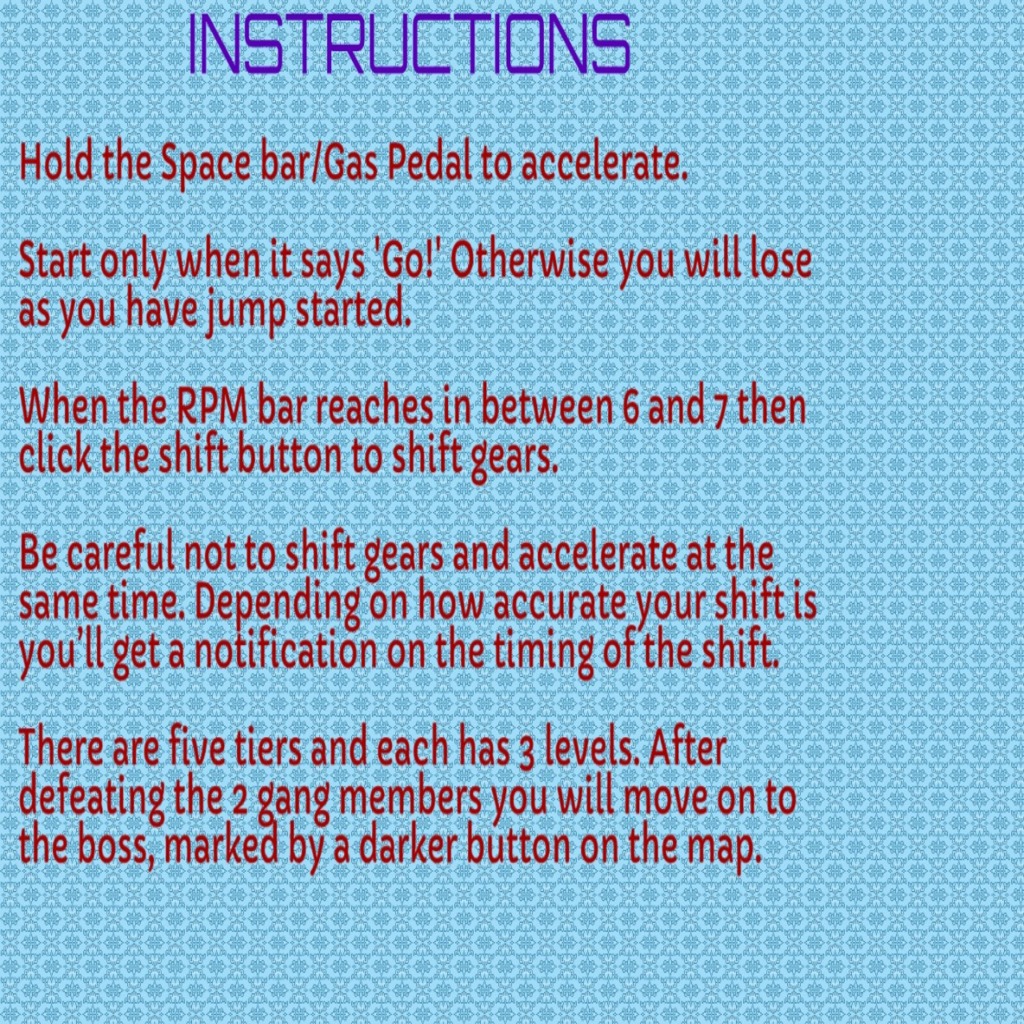 INSTRUCTIONS
Hold the Space bar/Gas Pedal to accelerate.
Start only when it says 'Go!' Otherwise you will lose
as you have jump started.
When the RPM bar reaches in between 6 and 7 then
click the shift button to shift gears.
Be careful not to shift gears and accelerate at the
same time. Depending on how accurate your shift is
you’ll get a notification on the timing of the shift.
There are five tiers and each has 3 levels. After
defeating the 2 gang members you will move on to
the boss, marked by a darker button on the map.